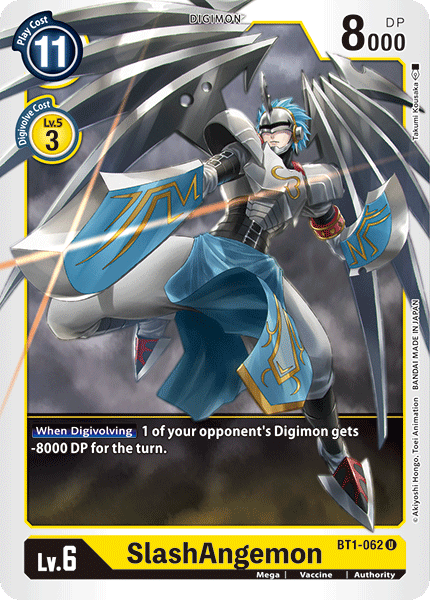 DIGIMON
Play Cost
11
8000
DP
Digivolve Cost
Lv.5
3
Takumi Kousaka
When Digivolving 1 of your opponent's Digimon gets
-8000 DP for the turn.
©Akiyoshi Hongo, Toei Animation BANDAI MADE IN JAPAN
BT1-062 U
Lv.6
SlashAngemon
Mega | Vaccine | Authority